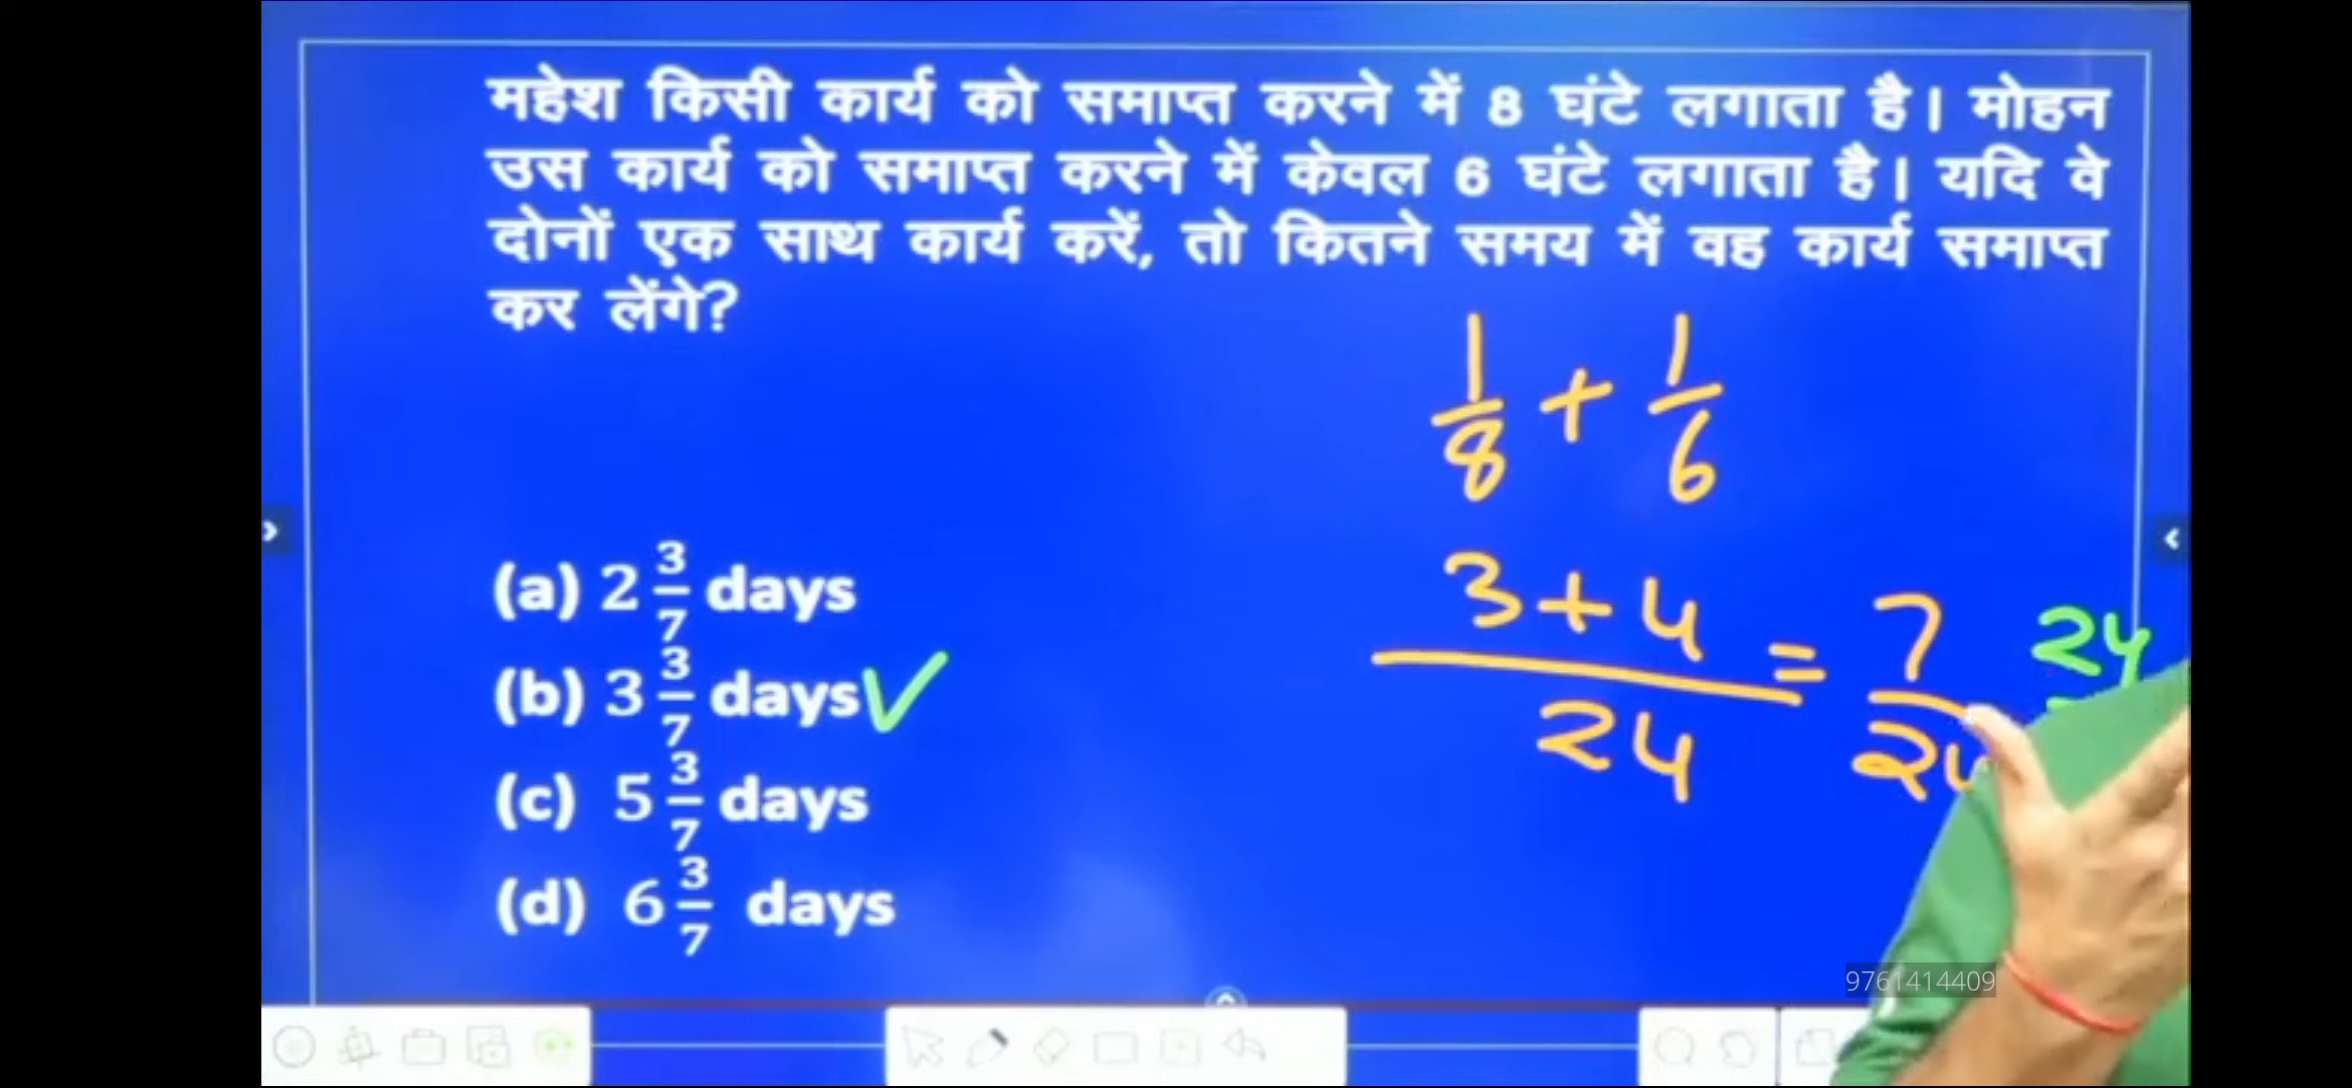 महेश किसी कार्य को समाप्त करने में 8 घंटे लगाता है। मोहन
उस कार्य को समाप्त करने में केवल 6 घंटे लगाता है। यदि वे
दोनों एक साथ कार्य करें, तो कितने समय में वह कार्य समाप्त
कर लेंगे?
1/8 + 1/6
(3+4)/24 = 7/24
24
(a) 2 3/7 days
(b) 3 3/7 days ✓
(c) 5 3/7 days
(d) 6 3/7 days
9761414409